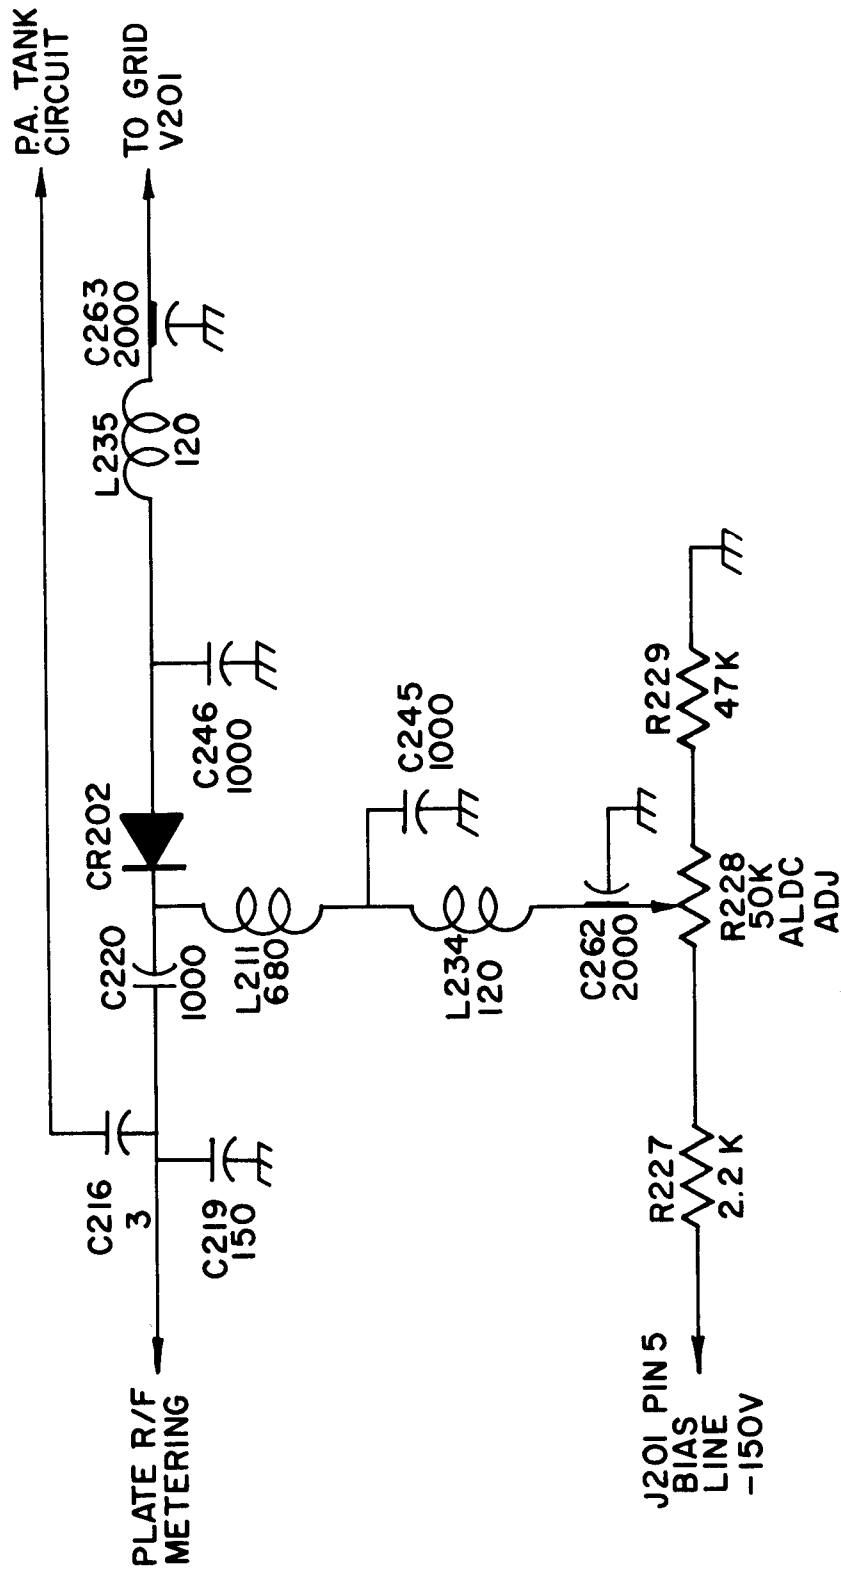 P.A. TANK
CIRCUIT
TO GRID
V201
C263
2000
L235
120
CR202
C246
1000
C220
1000
C216
3
C219
150
PLATE R/F
METERING
L211
680
C245
1000
L234
120
C262
2000
R229
47K
R228
50K
ALDC
ADJ
R227
2.2 K
J201 PIN 5
BIAS
LINE
-150V